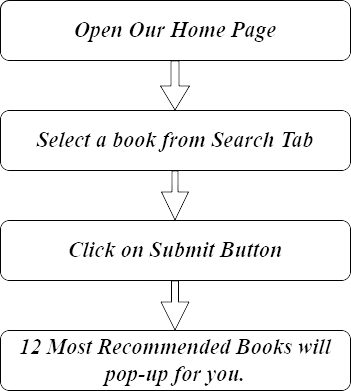 Open Our Home Page
Select a book from Search Tab
Click on Submit Button
12 Most Recommended Books will
pop-up for you.